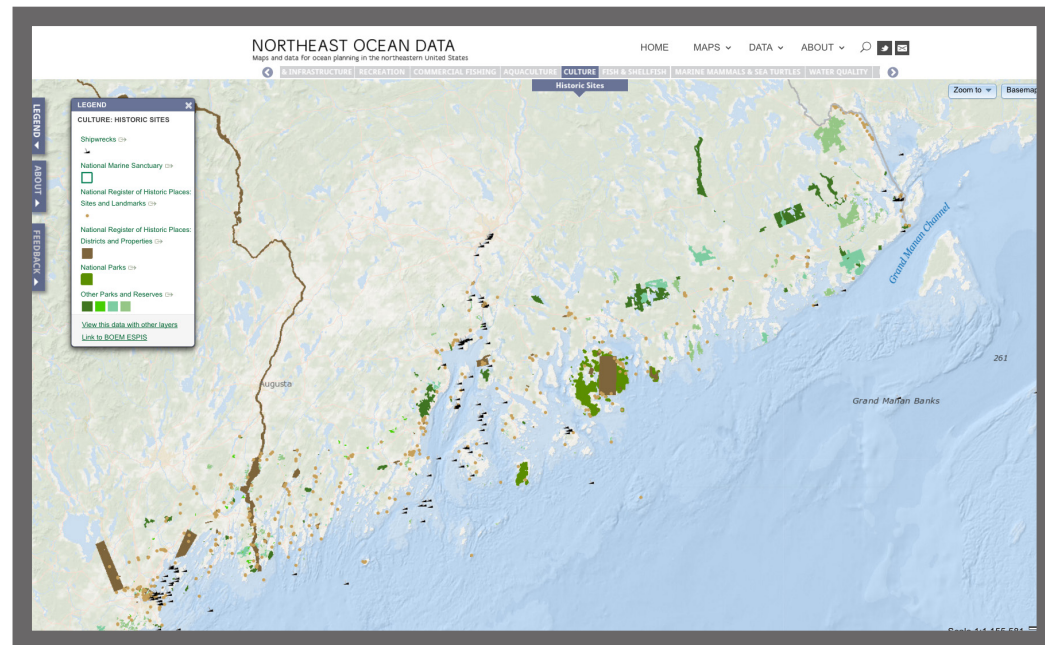 NORTHEAST OCEAN DATA
Maps and data for ocean planning in the northeastern United States
HOME MAPS DATA ABOUT
& INFRASTRUCTURE RECREATION COMMERCIAL FISHING AQUACULTURE CULTURE FISH & SHELLFISH MARINE MAMMALS & SEA TURTLES WATER QUALITY
Historic Sites
Zoom to Basemap
LEGEND
ABOUT
FEEDBACK
LEGEND
CULTURE: HISTORIC SITES
Shipwrecks
National Marine Sanctuary
National Register of Historic Places:
Sites and Landmarks
National Register of Historic Places:
Districts and Properties
National Parks
Other Parks and Reserves
View this data with other layers
Link to BOEM ESPIS
Grand Manan Channel
261
Augusta
Grand Manan Banks